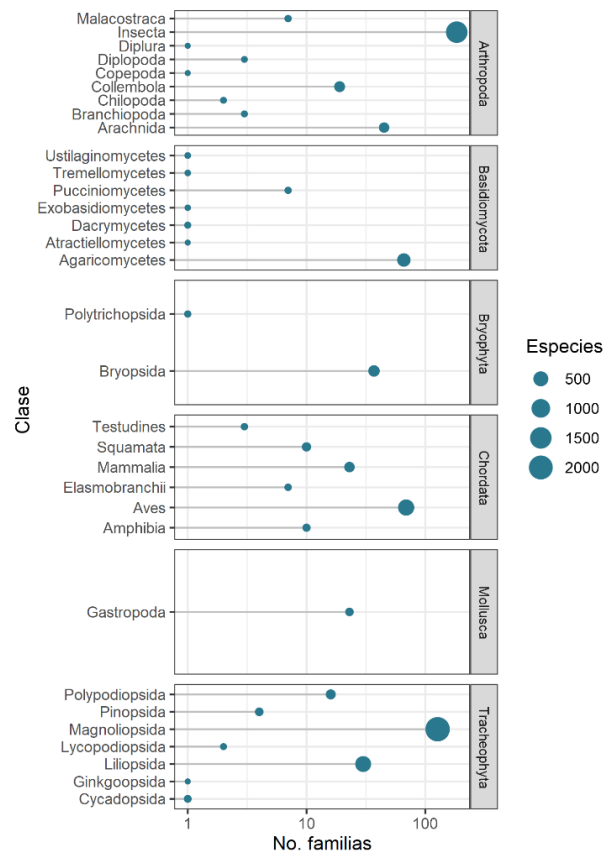 Malacostraca
Insecta
Diplura
Diplopoda
Copepoda
Collembola
Chilopoda
Branchiopoda
Arachnida
Arthropoda
Ustilaginomycetes
Tremellomycetes
Pucciniomycetes
Exobasidiomycetes
Dacrymycetes
Atractiellomycetes
Agaricomycetes
Basidiomycota
Polytrichopsida
Bryopsida
Bryophyta
Testudines
Squamata
Mammalia
Elasmobranchii
Aves
Amphibia
Chordata
Gastropoda
Mollusca
Polypodiopsida
Pinopsida
Magnoliopsida
Lycopodiopsida
Liliopsida
Ginkgoopsida
Cycadopsida
Tracheophyta
1 10 100
No. familias
Clase
Especies
500
1000
1500
2000